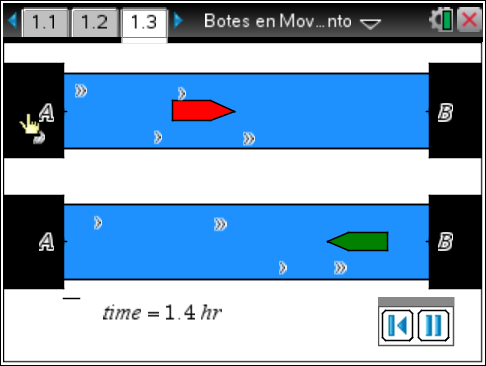 1.1 1.2 1.3 Botes en Mov...nto
A B
A B
time = 1.4 hr